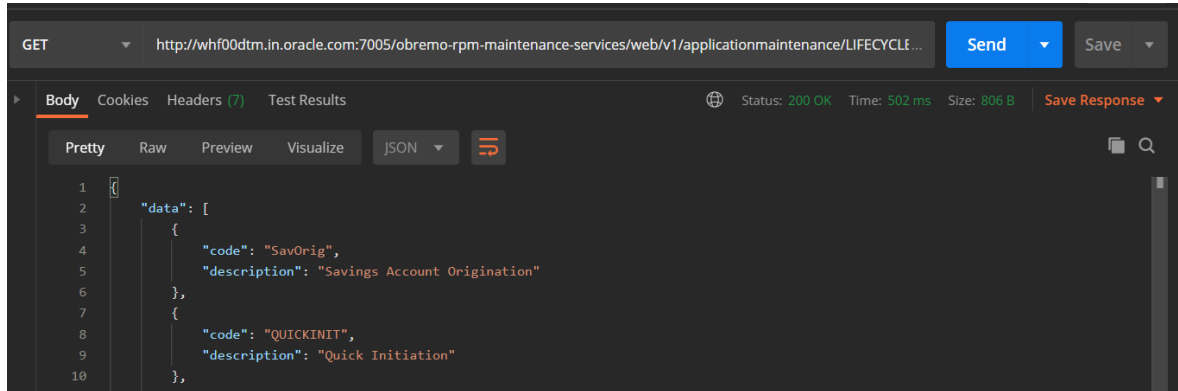 GET http://whf00dtm.in.oracle.com:7005/obremo-rpm-maintenance-services/web/v1/applicationmaintenance/LIFECYCLE... Send Save
Body Cookies Headers (7) Test Results Status: 200 OK Time: 502 ms Size: 806 B Save Response
Pretty Raw Preview Visualize JSON
1 {
2 "data": [
3 {
4 "code": "SavOrig",
5 "description": "Savings Account Origination"
6 },
7 {
8 "code": "QUICKINIT",
9 "description": "Quick Initiation"
10 },